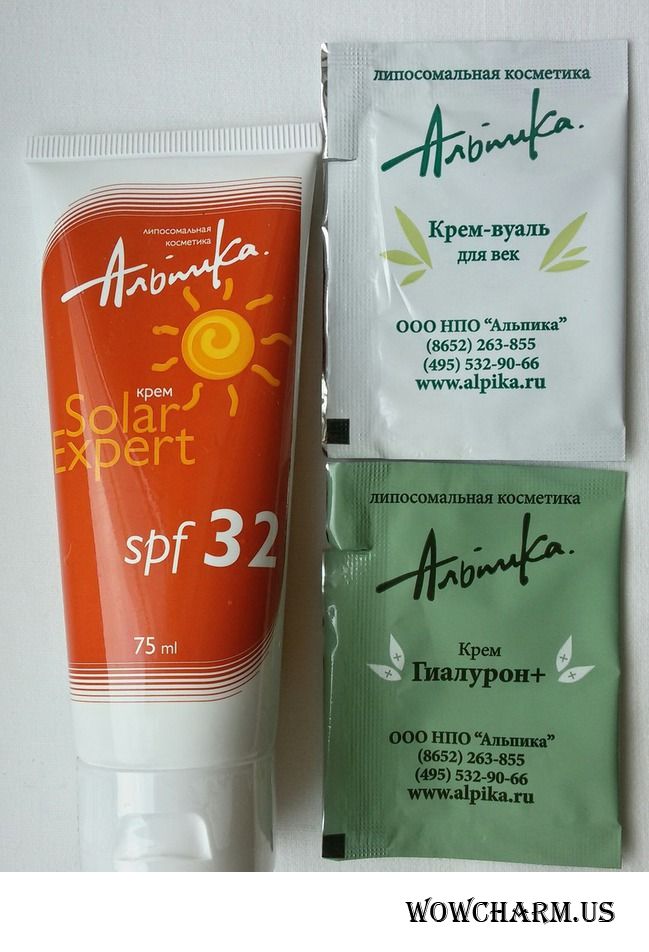 липосомальная
косметика
Альпика.
крем
Solar
Expert
spf 32
75 ml
липосомальная косметика
Альпика.
Крем-вуаль
для век
ООО НПО “Альпика”
(8652) 263-855
(495) 532-90-66
www.alpika.ru
липосомальная косметика
Альпика.
Крем
Гиалурон+
ООО НПО “Альпика”
(8652) 263-855
(495) 532-90-66
www.alpika.ru
WOWCHARM.US